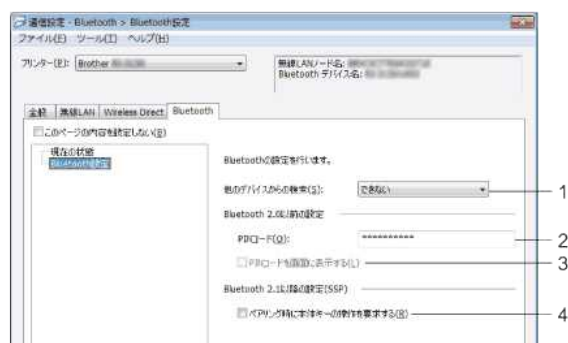 通信設定 - Bluetooth > Bluetooth設定
ファイル(F) ツール(T) ヘルプ(H)
プリンター(P): Brother
無線LANノード名:
Bluetooth デバイス名:
全般 無線LAN Wireless Direct Bluetooth
このページの内容を設定しない(B)
現在の状態
Bluetooth設定
Bluetoothの設定を行います。
他のデバイスからの検索(S): できない 1
Bluetooth 2.0以前の設定
PINコード(O): ********** 2
PINコードを画面に表示する(L) 3
Bluetooth 2.1以降の設定(SSP)
ペアリング時に本体キーの操作を要求する(R) 4